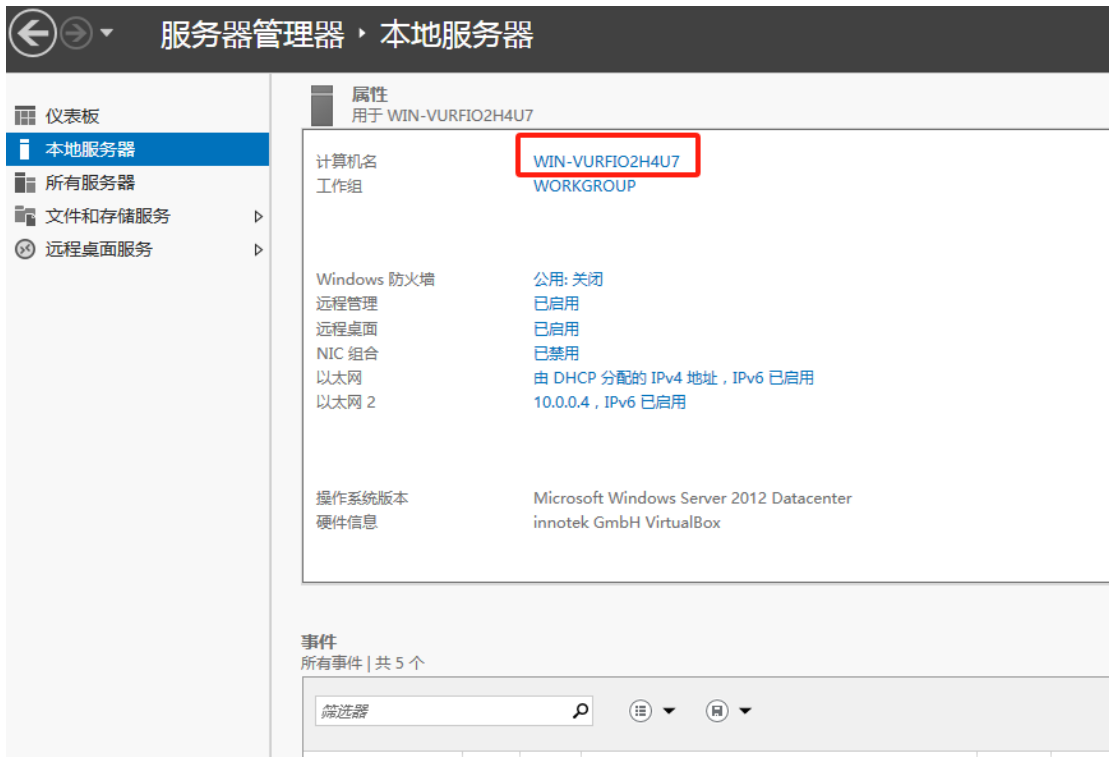 服务器管理器 ‣ 本地服务器
仪表板
本地服务器
所有服务器
文件和存储服务
远程桌面服务
属性
用于 WIN-VURFIO2H4U7
计算机名 WIN-VURFIO2H4U7
工作组 WORKGROUP
Windows 防火墙 公用: 关闭
远程管理 已启用
远程桌面 已启用
NIC 组合 已禁用
以太网 由 DHCP 分配的 IPv4 地址，IPv6 已启用
以太网 2 10.0.0.4，IPv6 已启用
操作系统版本 Microsoft Windows Server 2012 Datacenter
硬件信息 innotek GmbH VirtualBox
事件
所有事件 | 共 5 个
筛选器